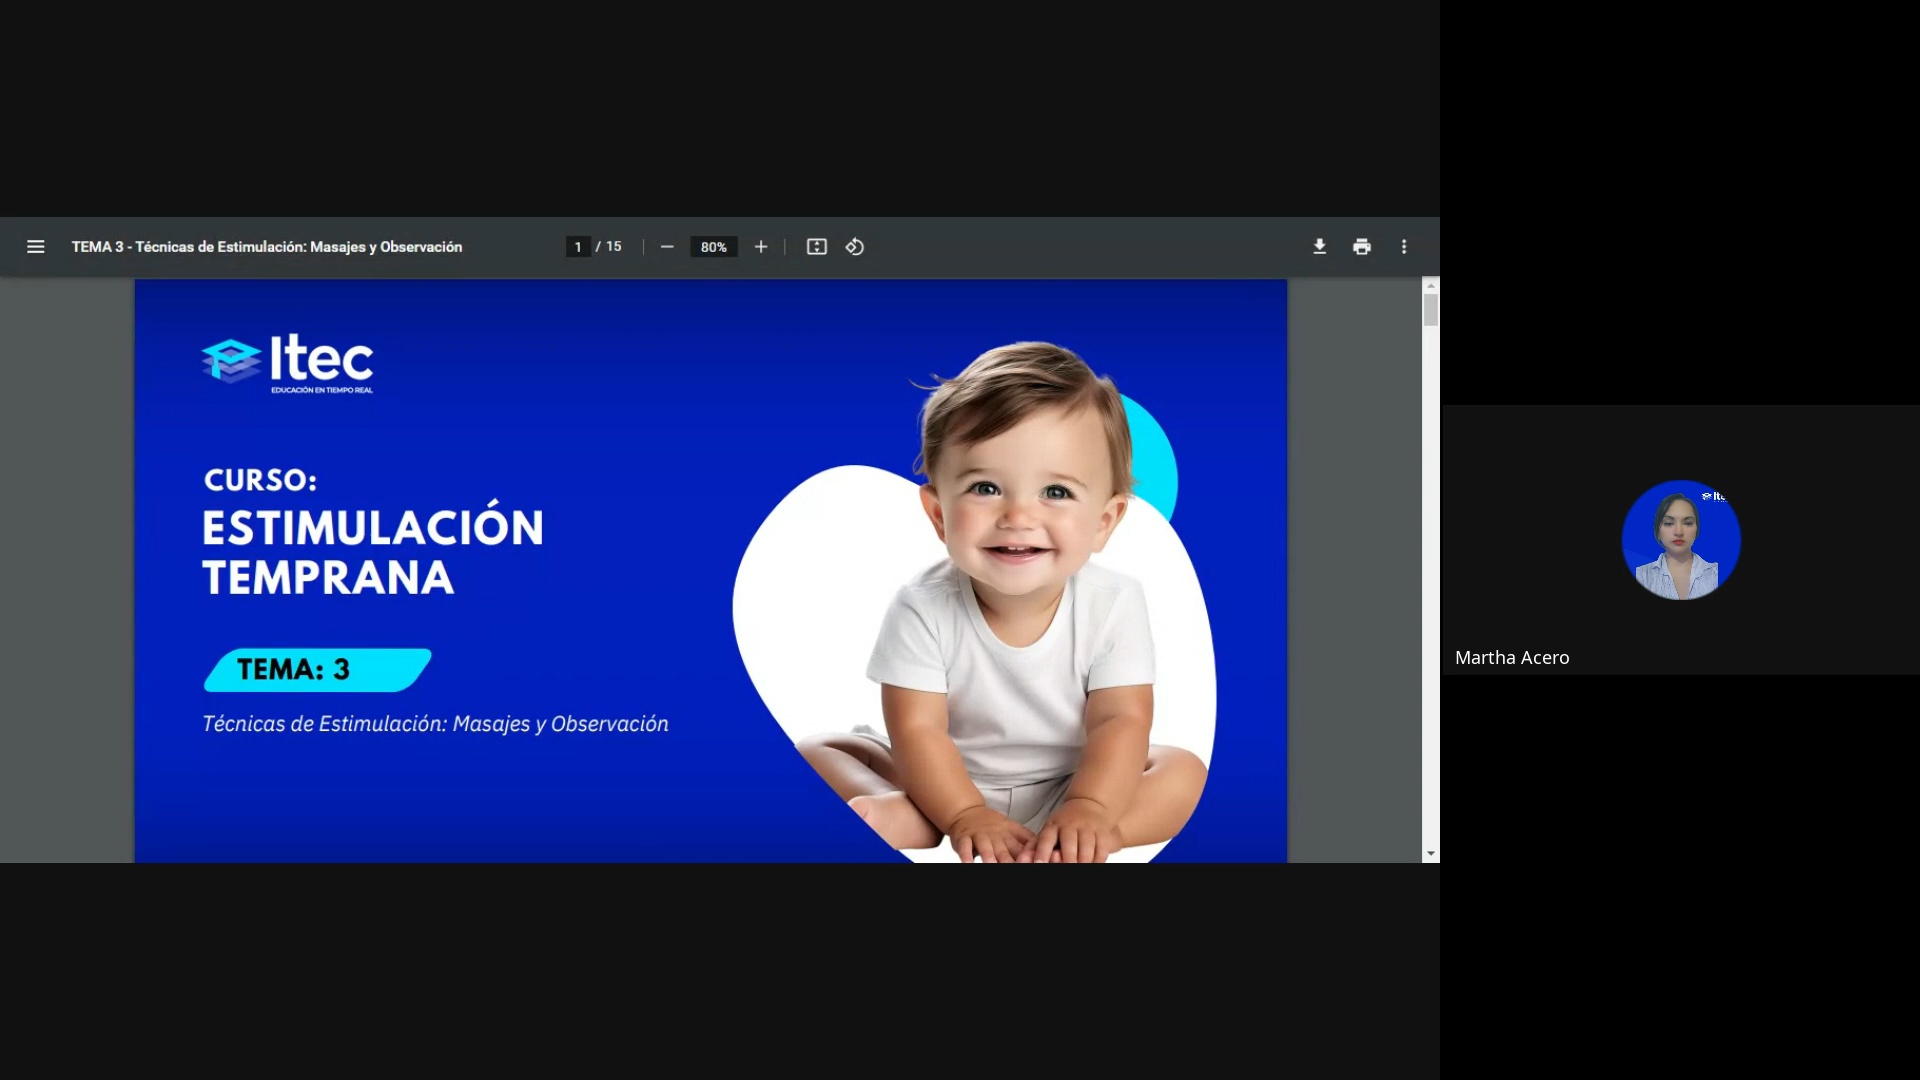 TEMA 3 - Técnicas de Estimulación: Masajes y Observación
1 / 15
80%
Itec
EDUCACIÓN EN TIEMPO REAL
CURSO:
ESTIMULACIÓN
TEMPRANA
TEMA: 3
Técnicas de Estimulación: Masajes y Observación
Martha Acero